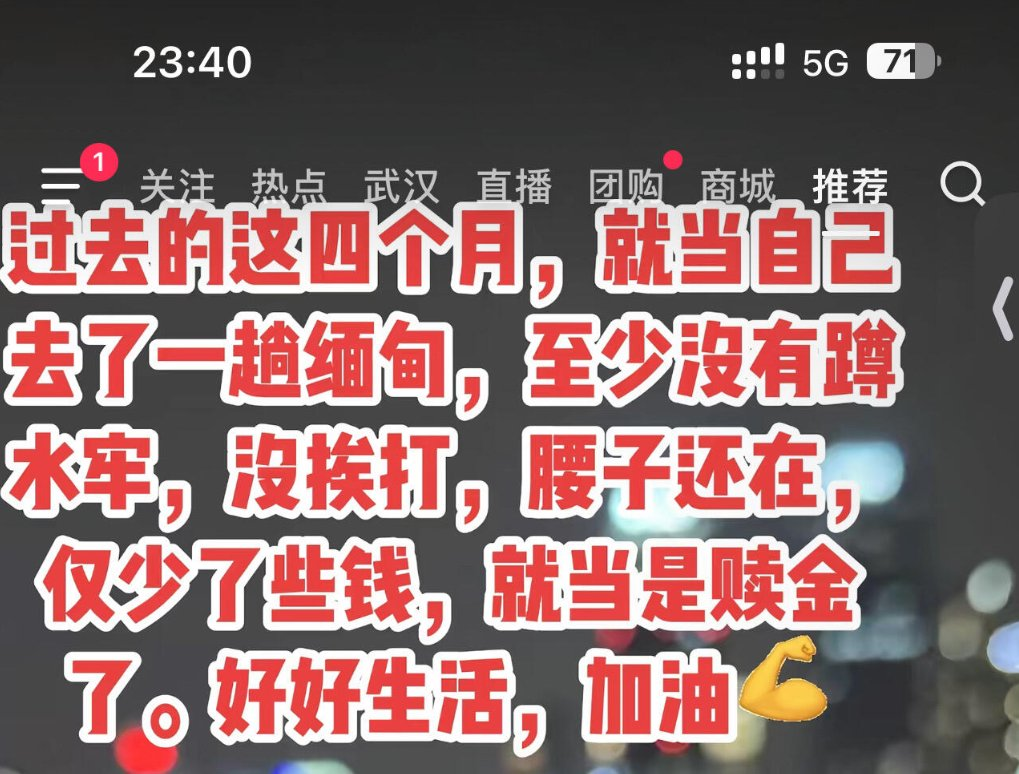 23:40 5G 71
1
关注 热点 武汉 直播 团购 商城 推荐
过去的这四个月，就当自己
去了一趟缅甸，至少没有蹲
水牢，没挨打，腰子还在，
仅少了些钱，就当是赎金
了。好好生活，加油💪